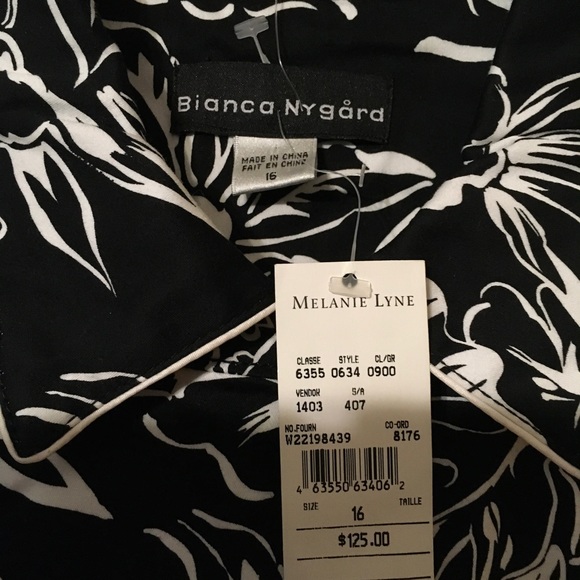 Bianca Nygård
MADE IN CHINA
FAIT EN CHINE
16
MELANIE LYNE
CLASSE STYLE CL/GR
6355 0634 0900
VENDOR S/A
1403 407
NO.FOURN CO-ORD
W22198439 8176
4 63550 63406 2
SIZE TAILLE
16
$125.00